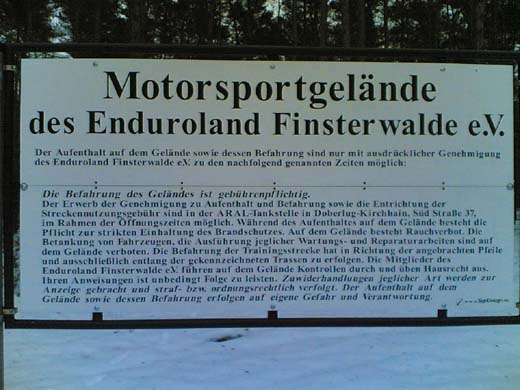 Motorsportgelände
des Enduroland Finsterwalde e.V.
Der Aufenthalt auf dem Gelände sowie dessen Befahrung sind nur mit ausdrücklicher Genehmigung
des Enduroland Finsterwalde e.V. zu den nachfolgend genannten Zeiten möglich:
Die Befahrung des Geländes ist gebührenpflichtig.
Der Erwerb der Genehmigung zu Aufenthalt und Befahrung sowie die Entrichtung der
Streckennutzungsgebühr sind in der ARAL-Tankstelle in Doberlug-Kirchhain, Süd Straße 37,
im Rahmen der Öffnungszeiten möglich. Während des Aufenthaltes auf dem Gelände besteht die
Pflicht zur strikten Einhaltung des Brandschutzes. Auf dem Gelände besteht Rauchverbot. Die
Betankung von Fahrzeugen, die Ausführung jeglicher Wartungs- und Reparaturarbeiten sind auf
dem Gelände verboten. Die Befahrung der Trainingsstrecke hat in Richtung der angebrachten Pfeile
und ausschließlich entlang der gekennzeichneten Trassen zu erfolgen. Die Mitglieder des
Enduroland Finsterwalde e.V. führen auf dem Gelände Kontrollen durch und üben Hausrecht aus.
Ihren Anweisungen ist unbedingt Folge zu leisten. Zuwiderhandlungen jeglicher Art werden zur
Anzeige gebracht und straf- bzw. ordnungsrechtlich verfolgt. Der Aufenthalt auf dem
Gelände sowie dessen Befahrung erfolgen auf eigene Gefahr und Verantwortung.